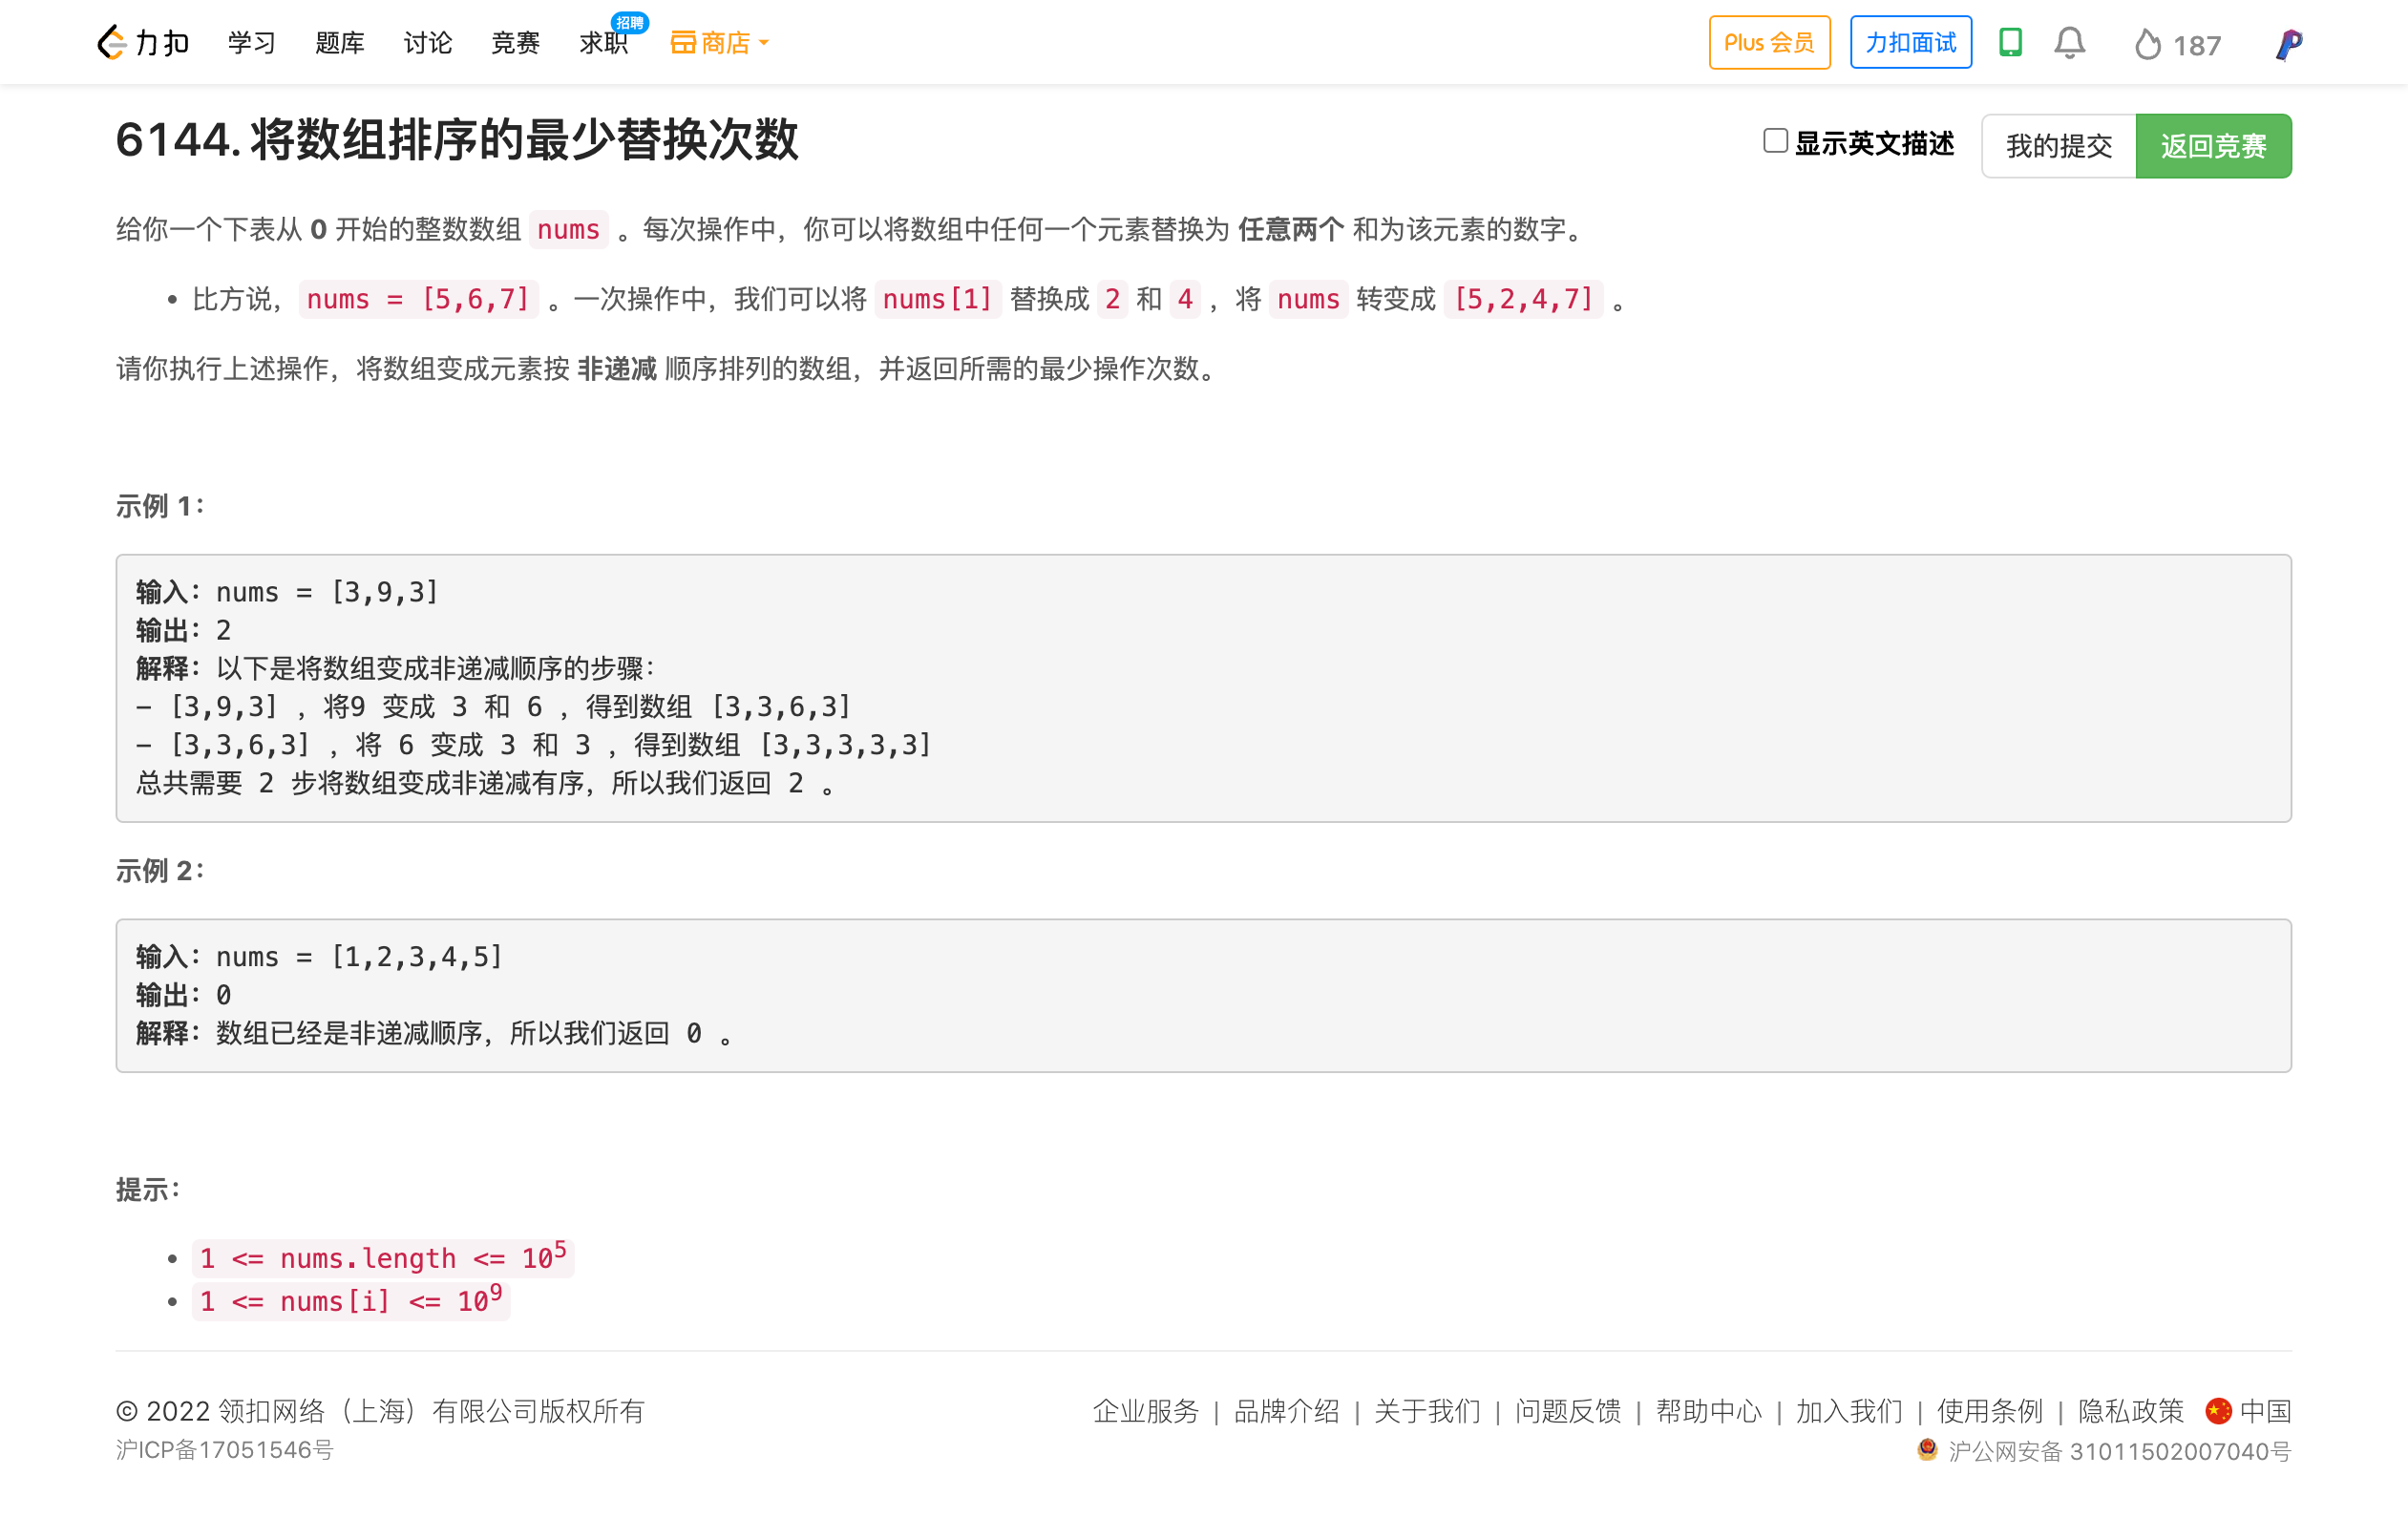 力扣 学习 题库 讨论 竞赛 求职 招聘 商店 Plus 会员 力扣面试 187
6144. 将数组排序的最少替换次数 显示英文描述 我的提交 返回竞赛
给你一个下表从 0 开始的整数数组 nums 。每次操作中，你可以将数组中任何一个元素替换为 任意两个 和为该元素的数字。
• 比方说， nums = [5,6,7] 。一次操作中，我们可以将 nums[1] 替换成 2 和 4 ，将 nums 转变成 [5,2,4,7] 。
请你执行上述操作，将数组变成元素按 非递减 顺序排列的数组，并返回所需的最少操作次数。
示例 1：
输入：nums = [3,9,3]
输出：2
解释：以下是将数组变成非递减顺序的步骤：
- [3,9,3] ，将9 变成 3 和 6 ，得到数组 [3,3,6,3]
- [3,3,6,3] ，将 6 变成 3 和 3 ，得到数组 [3,3,3,3,3]
总共需要 2 步将数组变成非递减有序，所以我们返回 2 。
示例 2：
输入：nums = [1,2,3,4,5]
输出：0
解释：数组已经是非递减顺序，所以我们返回 0 。
提示：
• 1 <= nums.length <= 10⁵
• 1 <= nums[i] <= 10⁹
© 2022 领扣网络（上海）有限公司版权所有 企业服务 | 品牌介绍 | 关于我们 | 问题反馈 | 帮助中心 | 加入我们 | 使用条例 | 隐私政策 中国
沪ICP备17051546号 沪公网安备 31011502007040号